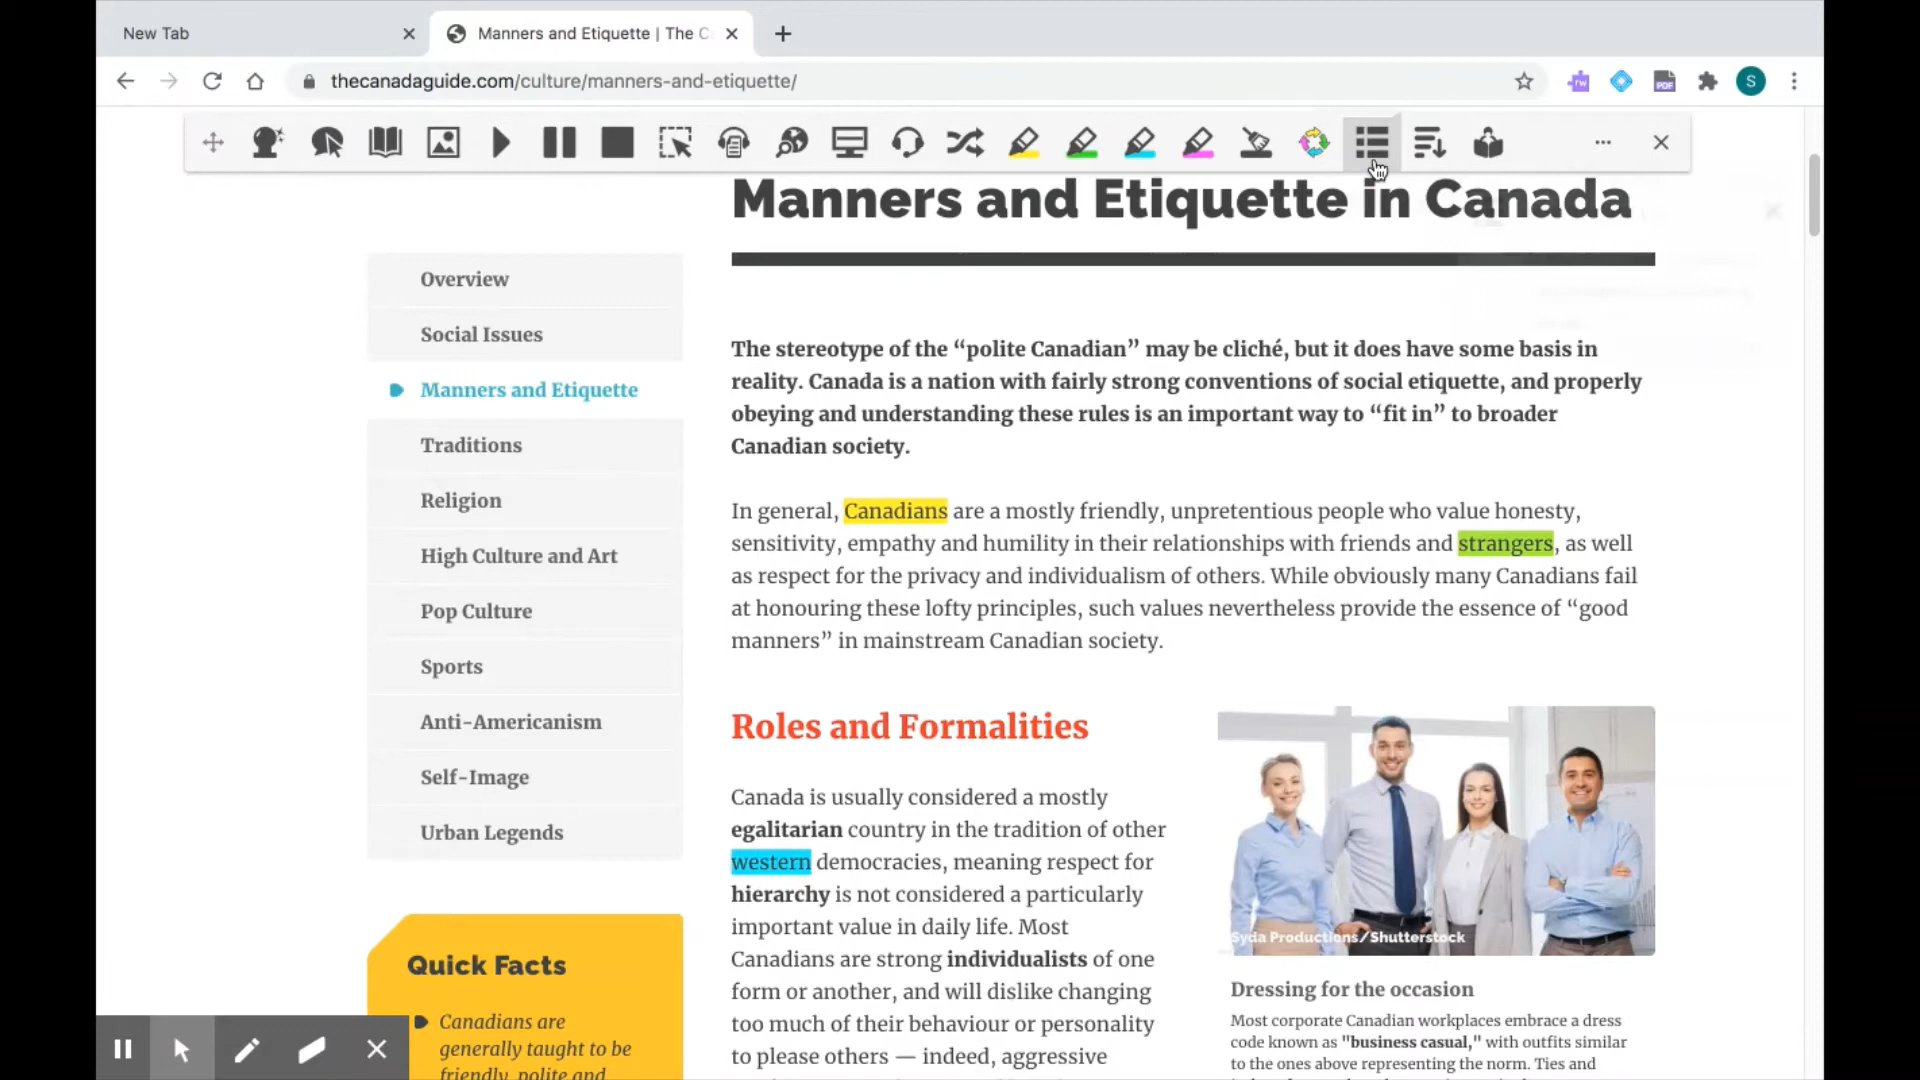 New Tab
Manners and Etiquette | The C
thecanadaguide.com/culture/manners-and-etiquette/
rw
PDF
S
Manners and Etiquette in Canada
Overview
Social Issues
Manners and Etiquette
Traditions
Religion
High Culture and Art
Pop Culture
Sports
Anti-Americanism
Self-Image
Urban Legends
Quick Facts
Canadians are
generally taught to be
friendly, polite and
The stereotype of the “polite Canadian” may be cliché, but it does have some basis in
reality. Canada is a nation with fairly strong conventions of social etiquette, and properly
obeying and understanding these rules is an important way to “fit in” to broader
Canadian society.
In general, Canadians are a mostly friendly, unpretentious people who value honesty,
sensitivity, empathy and humility in their relationships with friends and strangers, as well
as respect for the privacy and individualism of others. While obviously many Canadians fail
at honouring these lofty principles, such values nevertheless provide the essence of “good
manners” in mainstream Canadian society.
Roles and Formalities
Canada is usually considered a mostly
egalitarian country in the tradition of other
western democracies, meaning respect for
hierarchy is not considered a particularly
important value in daily life. Most
Canadians are strong individualists of one
form or another, and will dislike changing
too much of their behaviour or personality
to please others — indeed, aggressive
Syda Productions/Shutterstock
Dressing for the occasion
Most corporate Canadian workplaces embrace a dress
code known as "business casual," with outfits similar
to the ones above representing the norm. Ties and